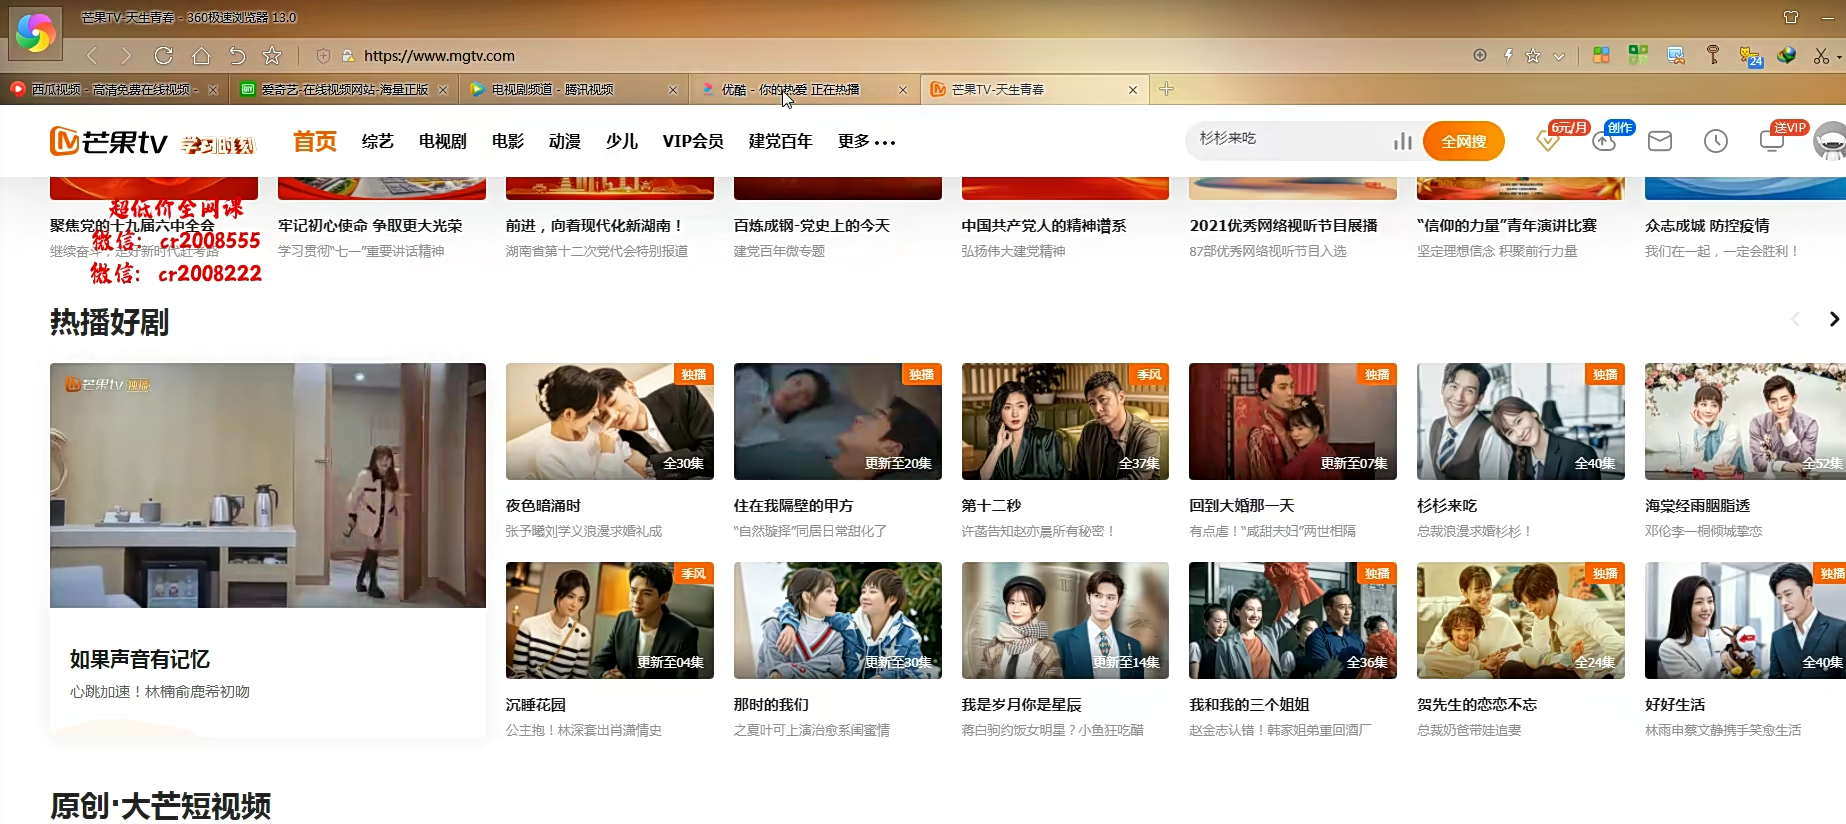 芒果TV-天生青春 - 360极速浏览器 13.0
https://www.mgtv.com
24
西瓜视频 - 高清免费在线视频 -
爱奇艺-在线视频网站-海量正版
电视剧频道 - 腾讯视频
优酷 - 你的热爱 正在热播
芒果TV-天生青春
芒果tv 学习时刻 首页 综艺 电视剧 电影 动漫 少儿 VIP会员 建党百年 更多
杉杉来吃 全网搜 6元/月 创作 送VIP
聚焦党的十九届六中全会
继续奋斗，走好新时代赶考路
超低价全网课
微信: cr2008555
微信: cr2008222
牢记初心使命 争取更大光荣
学习贯彻“七一”重要讲话精神
前进，向着现代化新湖南！
湖南省第十二次党代会特别报道
百炼成钢-党史上的今天
建党百年微专题
中国共产党人的精神谱系
弘扬伟大建党精神
2021优秀网络视听节目展播
87部优秀网络视听节目入选
“信仰的力量”青年演讲比赛
坚定理想信念 积聚前行力量
众志成城 防控疫情
我们在一起，一定会胜利！
热播好剧
芒果tv 独播
如果声音有记忆
心跳加速！林楠俞鹿希初吻
独播
全30集
夜色暗涌时
张予曦刘学义浪漫求婚礼成
独播
更新至20集
住在我隔壁的甲方
“自然璇择”同居日常甜化了
季风
全37集
第十二秒
许菡告知赵亦晨所有秘密！
独播
更新至07集
回到大婚那一天
有点虐！“咸甜夫妇”两世相隔
独播
全40集
杉杉来吃
总裁浪漫求婚杉杉！
全52集
海棠经雨胭脂透
邓伦李一桐倾城挚恋
季风
更新至04集
沉睡花园
公主抱！林深套出肖潇情史
更新至30集
那时的我们
之夏叶可上演治愈系闺蜜情
更新至14集
我是岁月你是星辰
蒋白驹约饭女明星？小鱼狂吃醋
独播
全36集
我和我的三个姐姐
赵金志认错！韩家姐弟重回酒厂
独播
全24集
贺先生的恋恋不忘
总裁奶爸带娃追妻
独播
全40集
好好生活
林雨申蔡文静携手笑愈生活
原创·大芒短视频